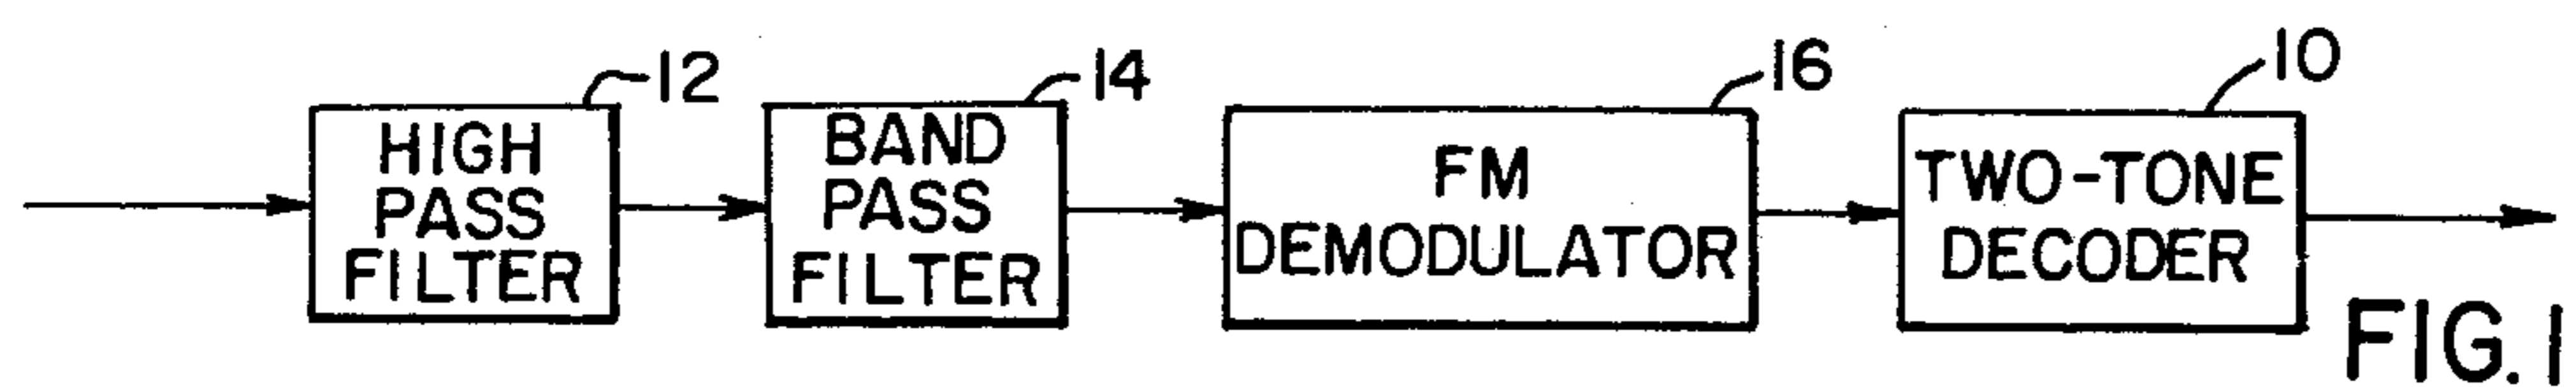 12
HIGH
PASS
FILTER
14
BAND
PASS
FILTER
16
FM
DEMODULATOR
10
TWO-TONE
DECODER
FIG. 1